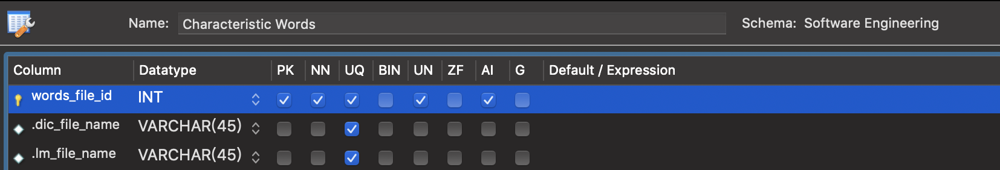 Name: Characteristic Words Schema: Software Engineering
Column Datatype PK NN UQ BIN UN ZF AI G Default / Expression
words_file_id INT
.dic_file_name VARCHAR(45)
.lm_file_name VARCHAR(45)